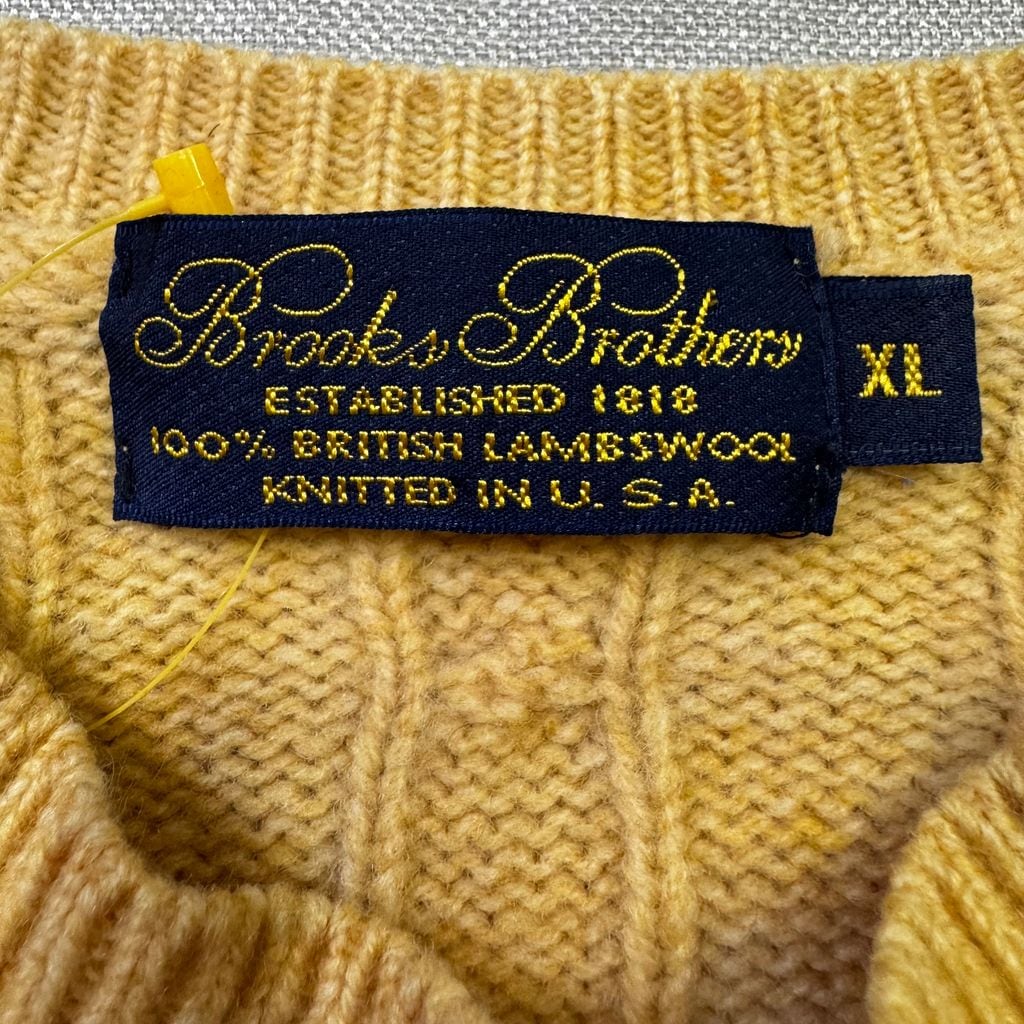 Brooks Brothers
ESTABLISHED 1818
100% BRITISH LAMBSWOOL
KNITTED IN U. S. A.
XL